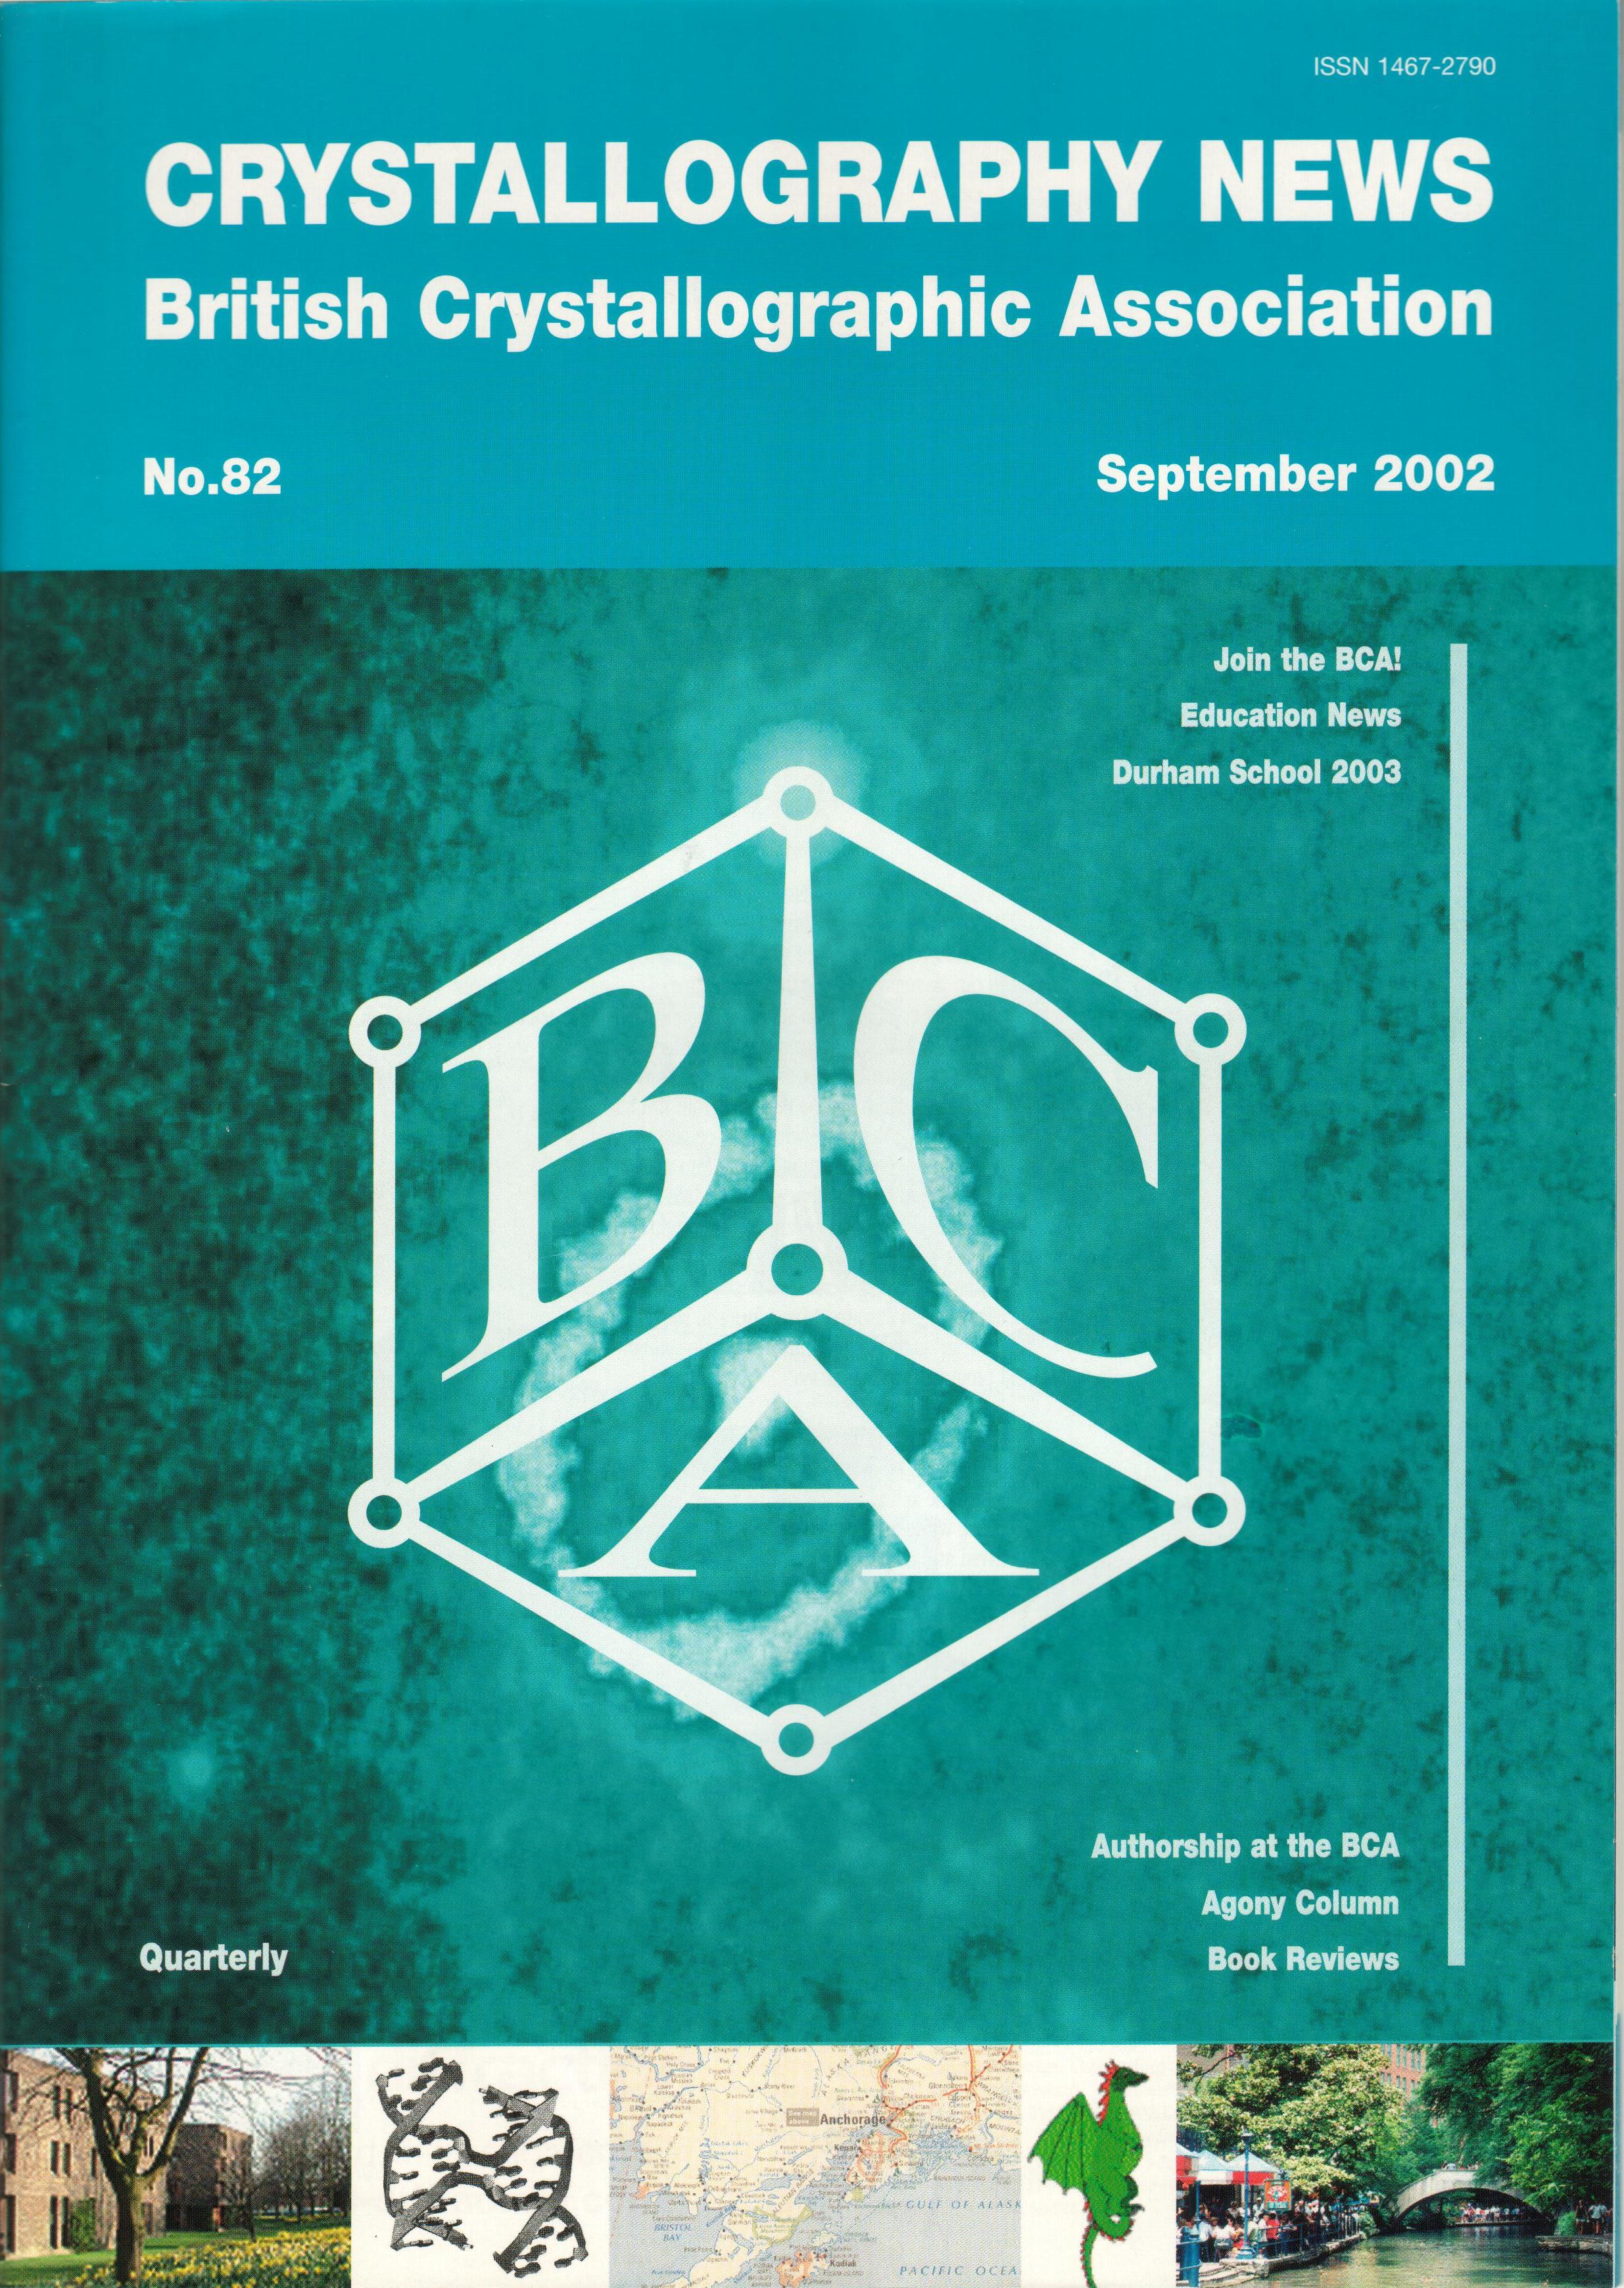 ISSN 1467-2790
CRYSTALLOGRAPHY NEWS
British Crystallographic Association
No.82
September 2002
Join the BCA!
Education News
Durham School 2003
B C
A
Authorship at the BCA
Agony Column
Book Reviews
Quarterly
Anchorage
Kenai
GULF OF ALASK
BRISTOL
BAY
Kodiak
PACIFIC OCEA